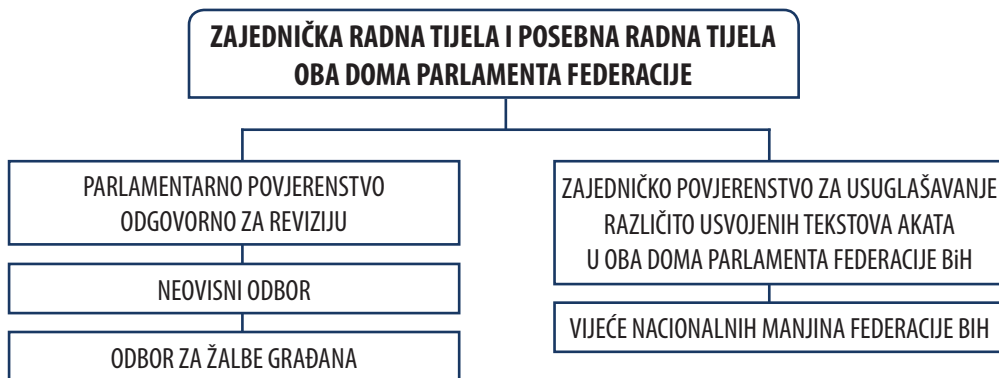 ZAJEDNIČKA RADNA TIJELA I POSEBNA RADNA TIJELA
OBA DOMA PARLAMENTA FEDERACIJE
PARLAMENTARNO POVJERENSTVO
ODGOVORNO ZA REVIZIJU
NEOVISNI ODBOR
ODBOR ZA ŽALBE GRAĐANA
ZAJEDNIČKO POVJERENSTVO ZA USUGLAŠAVANJE
RAZLIČITO USVOJENIH TEKSTOVA AKATA
U OBA DOMA PARLAMENTA FEDERACIJE BiH
VIJEĆE NACIONALNIH MANJINA FEDERACIJE BIH